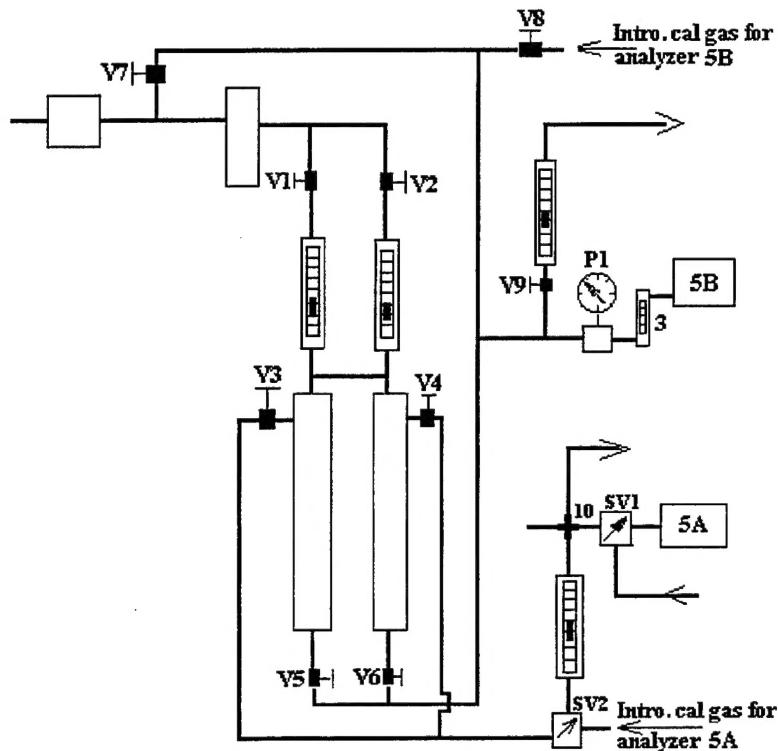 V8
Intro. cal gas for
analyzer 5B
V7
V1
V2
P1
5B
V9
3
V3
V4
10
SV1
5A
V5
V6
SV2
Intro. cal gas for
analyzer 5A